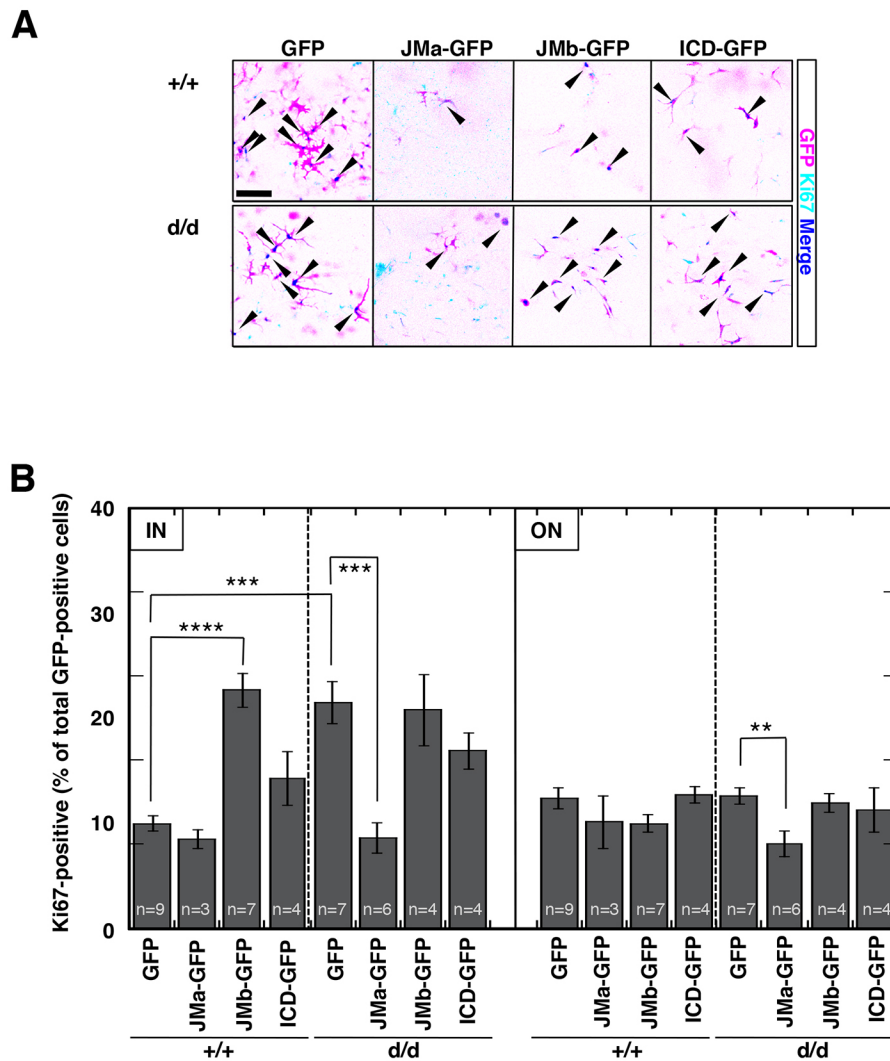 A
GFP JMa-GFP JMb-GFP ICD-GFP
+/+
d/d
GFP Ki67 Merge
B
Ki67-positive (% of total GFP-positive cells)
40
30
20
10
0
IN
ON
***
****
***
**
n=9 n=3 n=7 n=4 n=7 n=6 n=4 n=4
n=9 n=3 n=7 n=4 n=7 n=6 n=4 n=4
GFP JMa-GFP JMb-GFP ICD-GFP GFP JMa-GFP JMb-GFP ICD-GFP
GFP JMa-GFP JMb-GFP ICD-GFP GFP JMa-GFP JMb-GFP ICD-GFP
+/+ d/d +/+ d/d